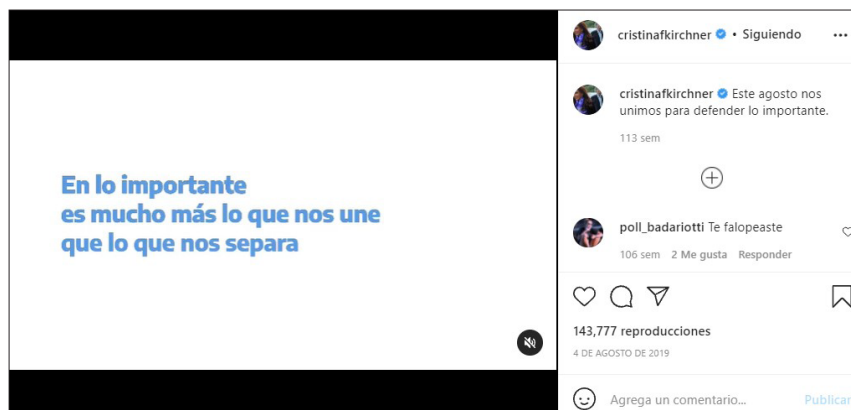 En lo importante
es mucho más lo que nos une
que lo que nos separa
cristinafkirchner • Siguiendo
cristinafkirchner Este agosto nos
unimos para defender lo importante.
113 sem
poll_badariotti Te falopeaste
106 sem 2 Me gusta Responder
143,777 reproducciones
4 DE AGOSTO DE 2019
Agrega un comentario... Publicar